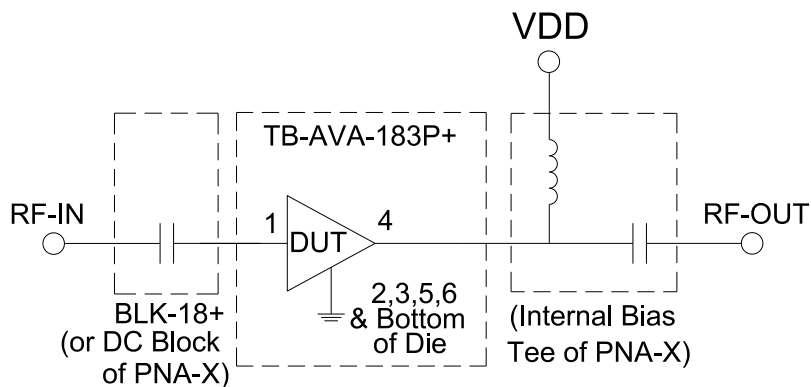 VDD
TB-AVA-183P+
RF-IN
1
DUT
4
RF-OUT
2,3,5,6
& Bottom
of Die
BLK-18+
(or DC Block
of PNA-X)
(Internal Bias
Tee of PNA-X)